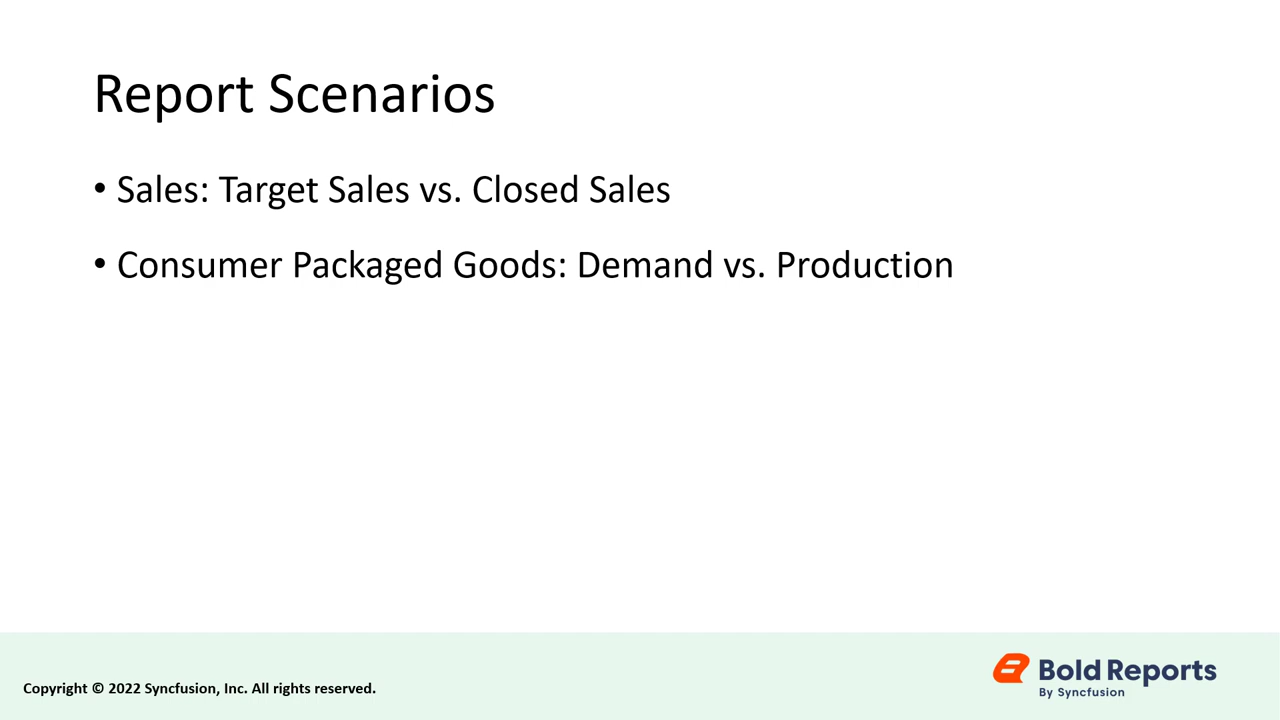 Report Scenarios
• Sales: Target Sales vs. Closed Sales
• Consumer Packaged Goods: Demand vs. Production
Copyright © 2022 Syncfusion, Inc. All rights reserved.
Bold Reports
By Syncfusion